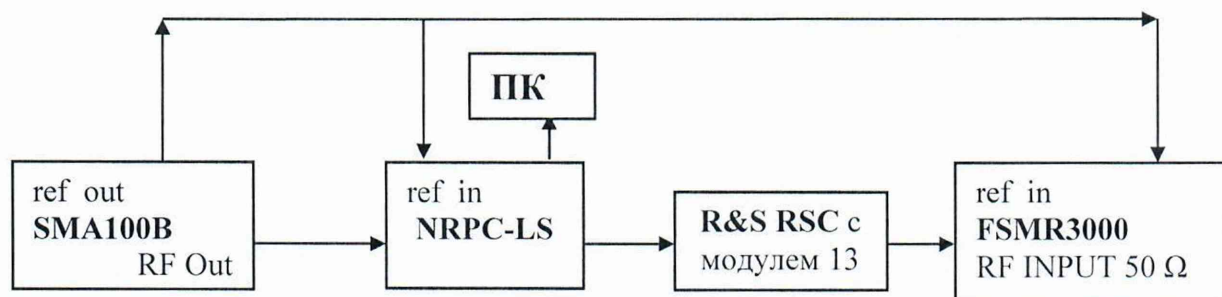 ПК
ref out
SMA100B
RF Out
ref in
NRPC-LS
R&S RSC с
модулем 13
ref in
FSMR3000
RF INPUT 50 Ω